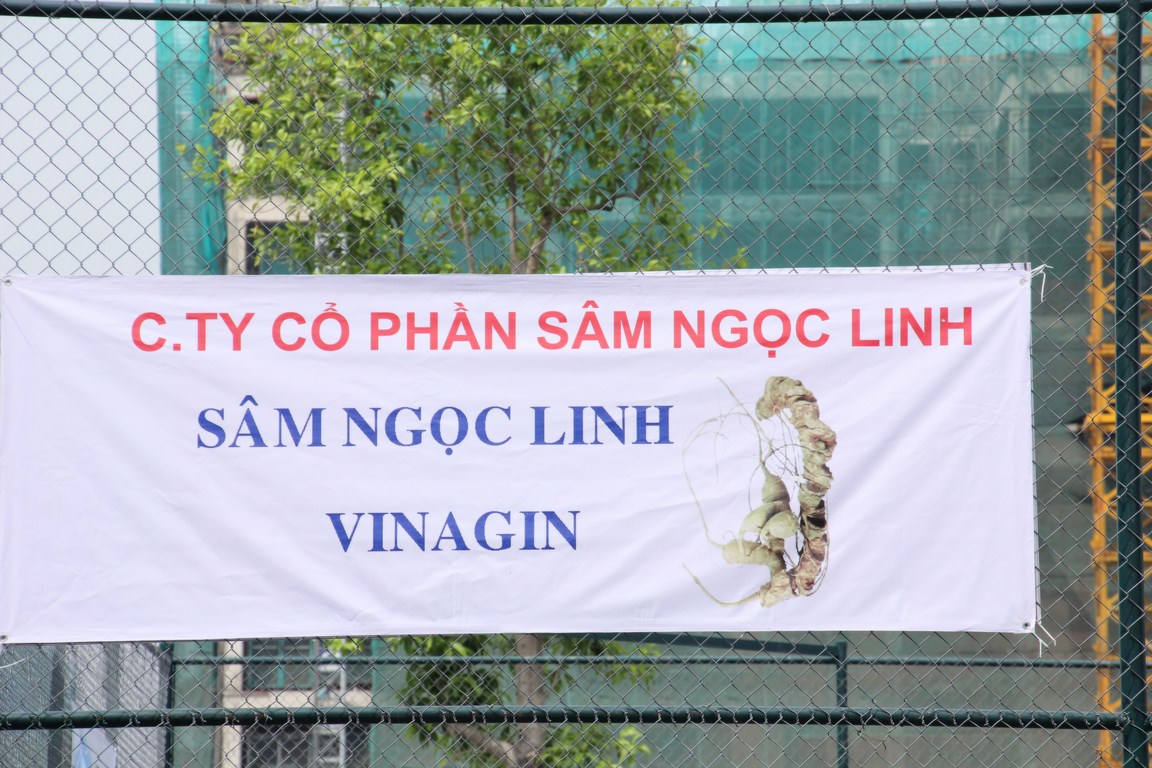 C.TY CỔ PHẦN SÂM NGỌC LINH
SÂM NGỌC LINH
VINAGIN